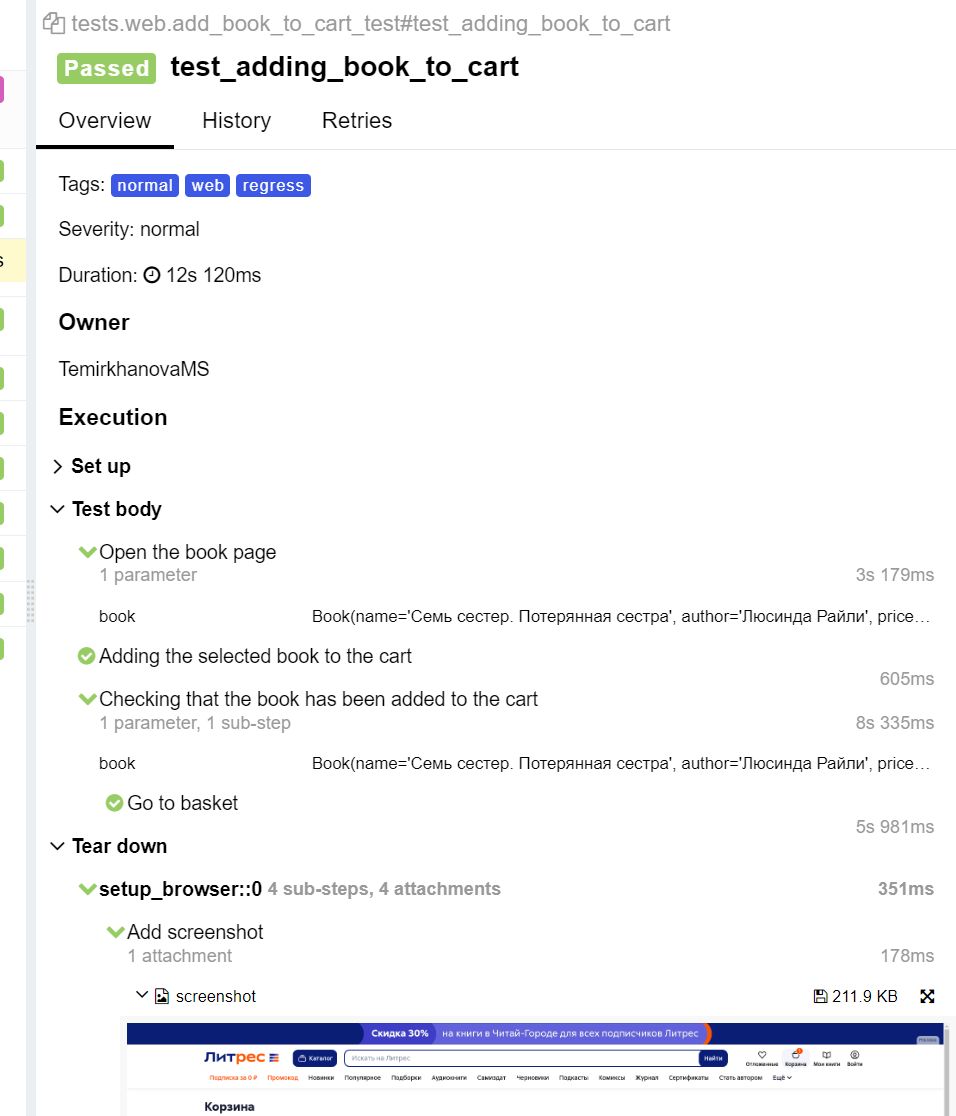 tests.web.add_book_to_cart_test#test_adding_book_to_cart
Passed test_adding_book_to_cart
Overview History Retries
Tags: normal web regress
Severity: normal
Duration: 12s 120ms
Owner
TemirkhanovaMS
Execution
Set up
Test body
Open the book page
1 parameter 3s 179ms
book Book(name='Семь сестер. Потерянная сестра', author='Люсинда Райли', price…
Adding the selected book to the cart
605ms
Checking that the book has been added to the cart
1 parameter, 1 sub-step 8s 335ms
book Book(name='Семь сестер. Потерянная сестра', author='Люсинда Райли', price…
Go to basket
5s 981ms
Tear down
setup_browser::0 4 sub-steps, 4 attachments 351ms
Add screenshot
1 attachment 178ms
screenshot 211.9 KB
Скидка 30% на книги в Читай-Городе для всех подписчиков Литрес
Литрес Каталог Искать на Литрес Найти Отложенные Корзина Мои книги Войти
Подписка за 0 ₽ Промокод Новинки Популярное Подборки Аудиокниги Самиздат Черновики Подкасты Комиксы Журнал Сертификаты Стать автором Ещё
Корзина